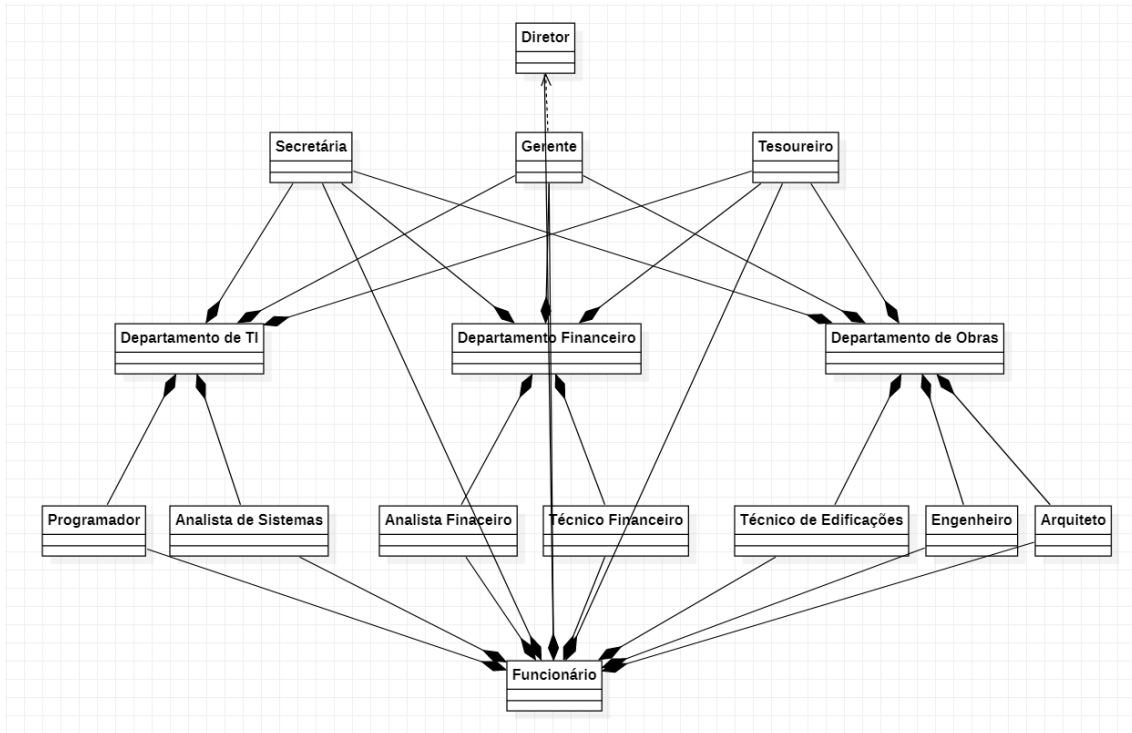 Diretor
Secretária
Gerente
Tesoureiro
Departamento de TI
Departamento Financeiro
Departamento de Obras
Programador
Analista de Sistemas
Analista Finaceiro
Técnico Financeiro
Técnico de Edificações
Engenheiro
Arquiteto
Funcionário